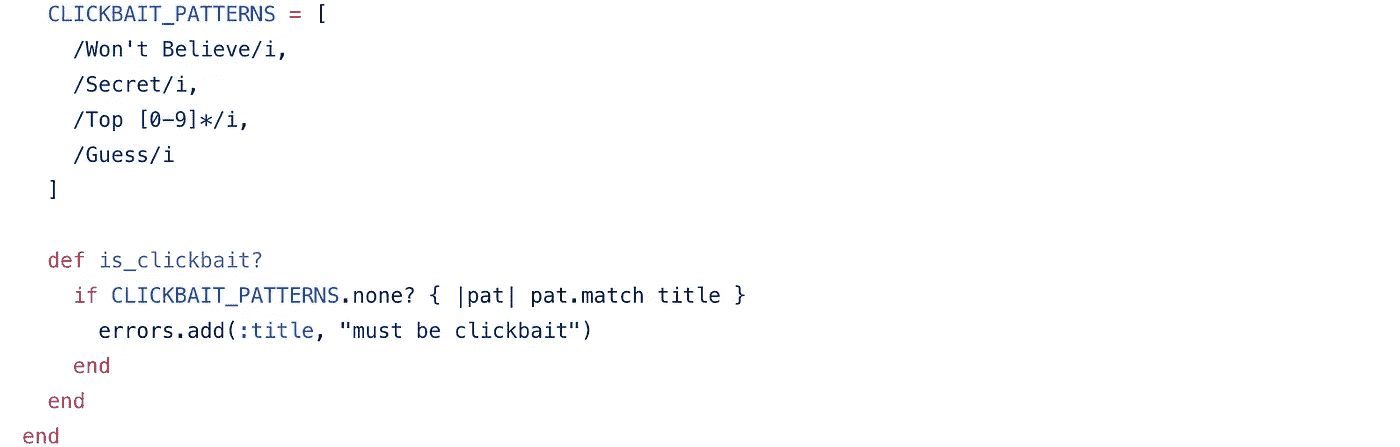 CLICKBAIT_PATTERNS = [
/Won't Believe/i,
/Secret/i,
/Top [0-9]*/i,
/Guess/i
]
def is_clickbait?
if CLICKBAIT_PATTERNS.none? { |pat| pat.match title }
errors.add(:title, "must be clickbait")
end
end
end